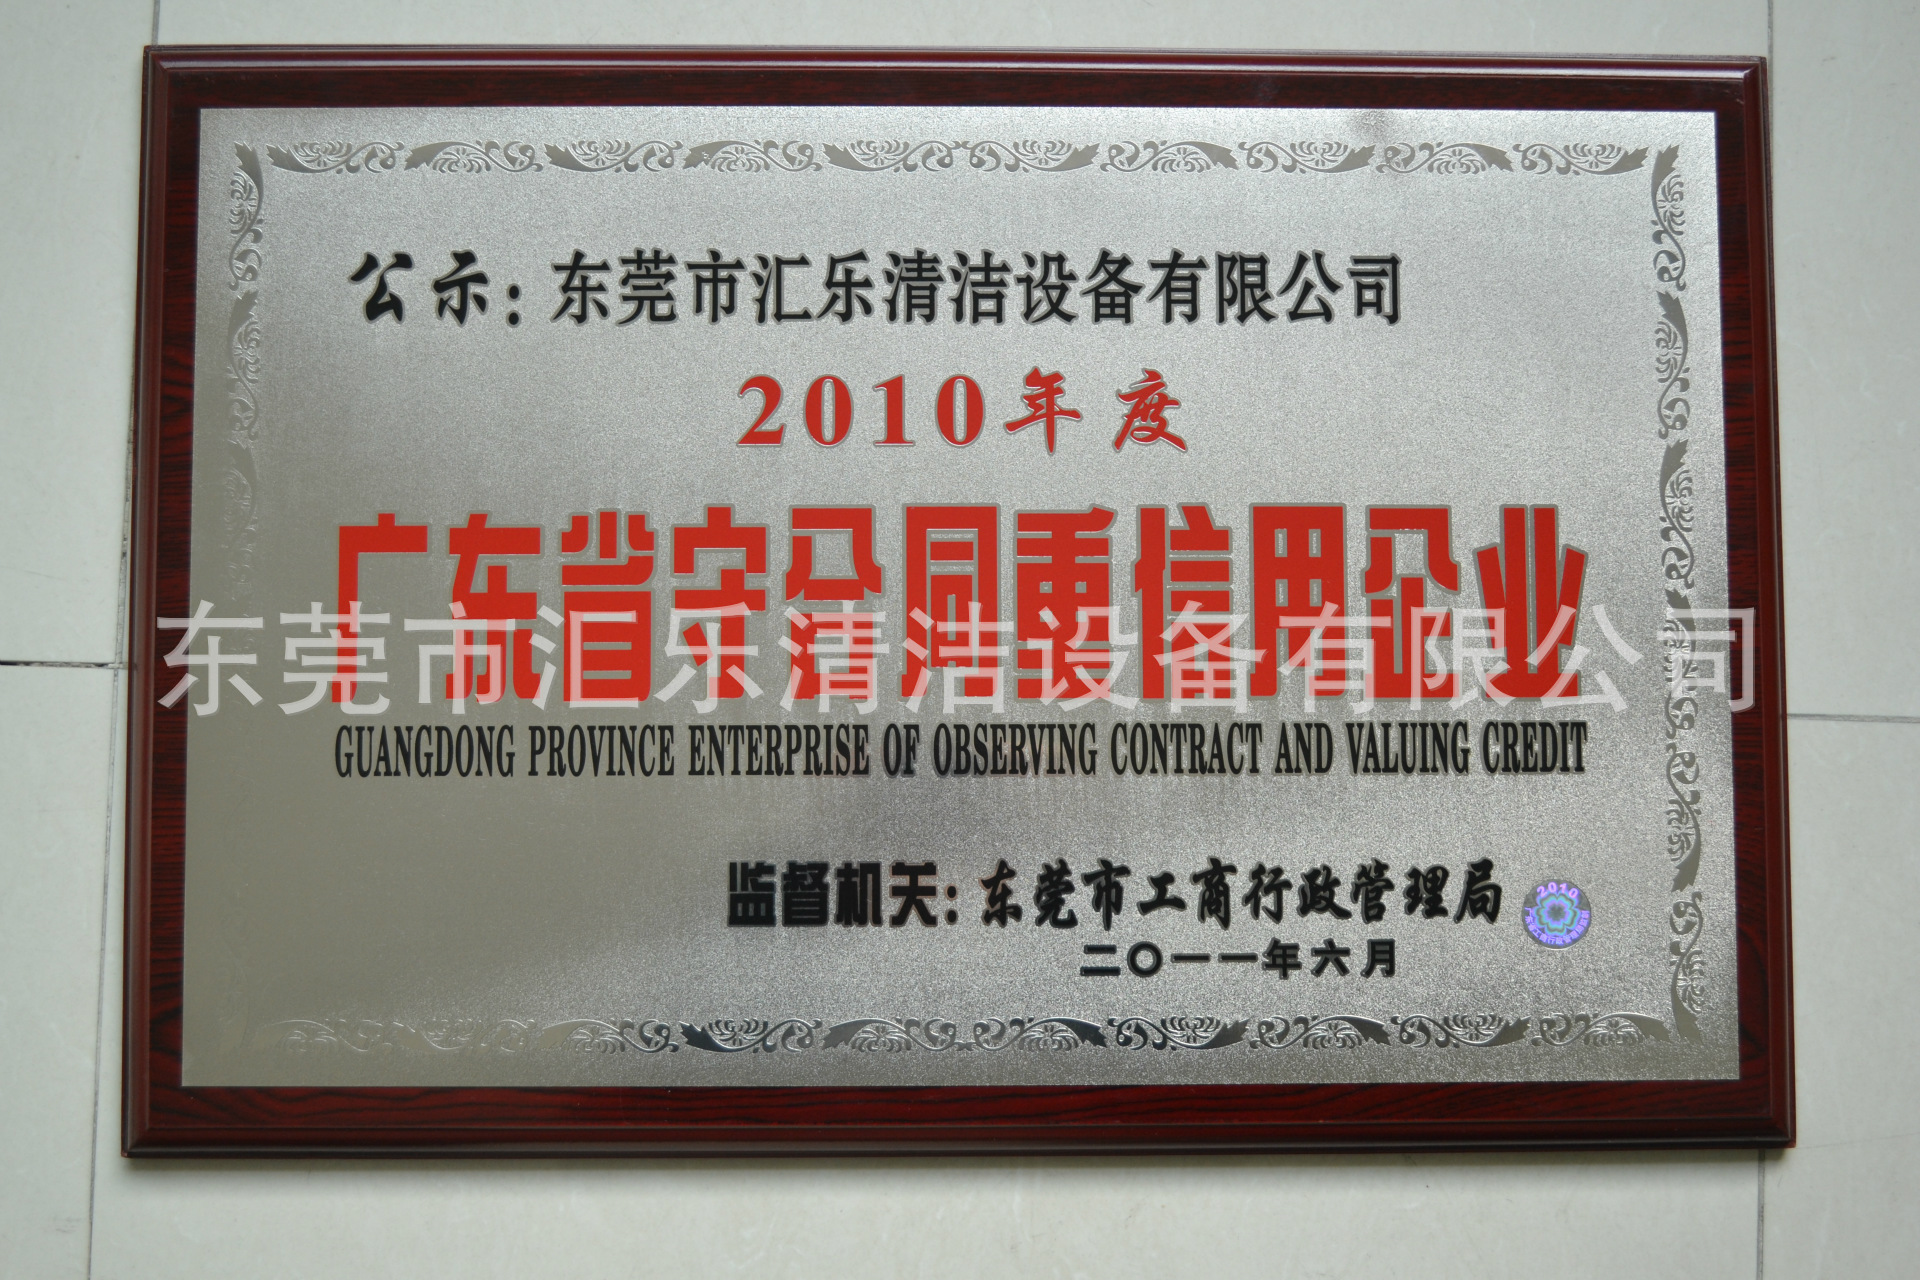 公示：东莞市汇乐清洁设备有限公司
2010年度
广东省守合同重信用企业
东莞市汇乐清洁设备有限公司
GUANGDONG PROVINCE ENTERPRISE OF OBSERVING CONTRACT AND VALUING CREDIT
监督机关：东莞市工商行政管理局
2010
二〇一一年六月